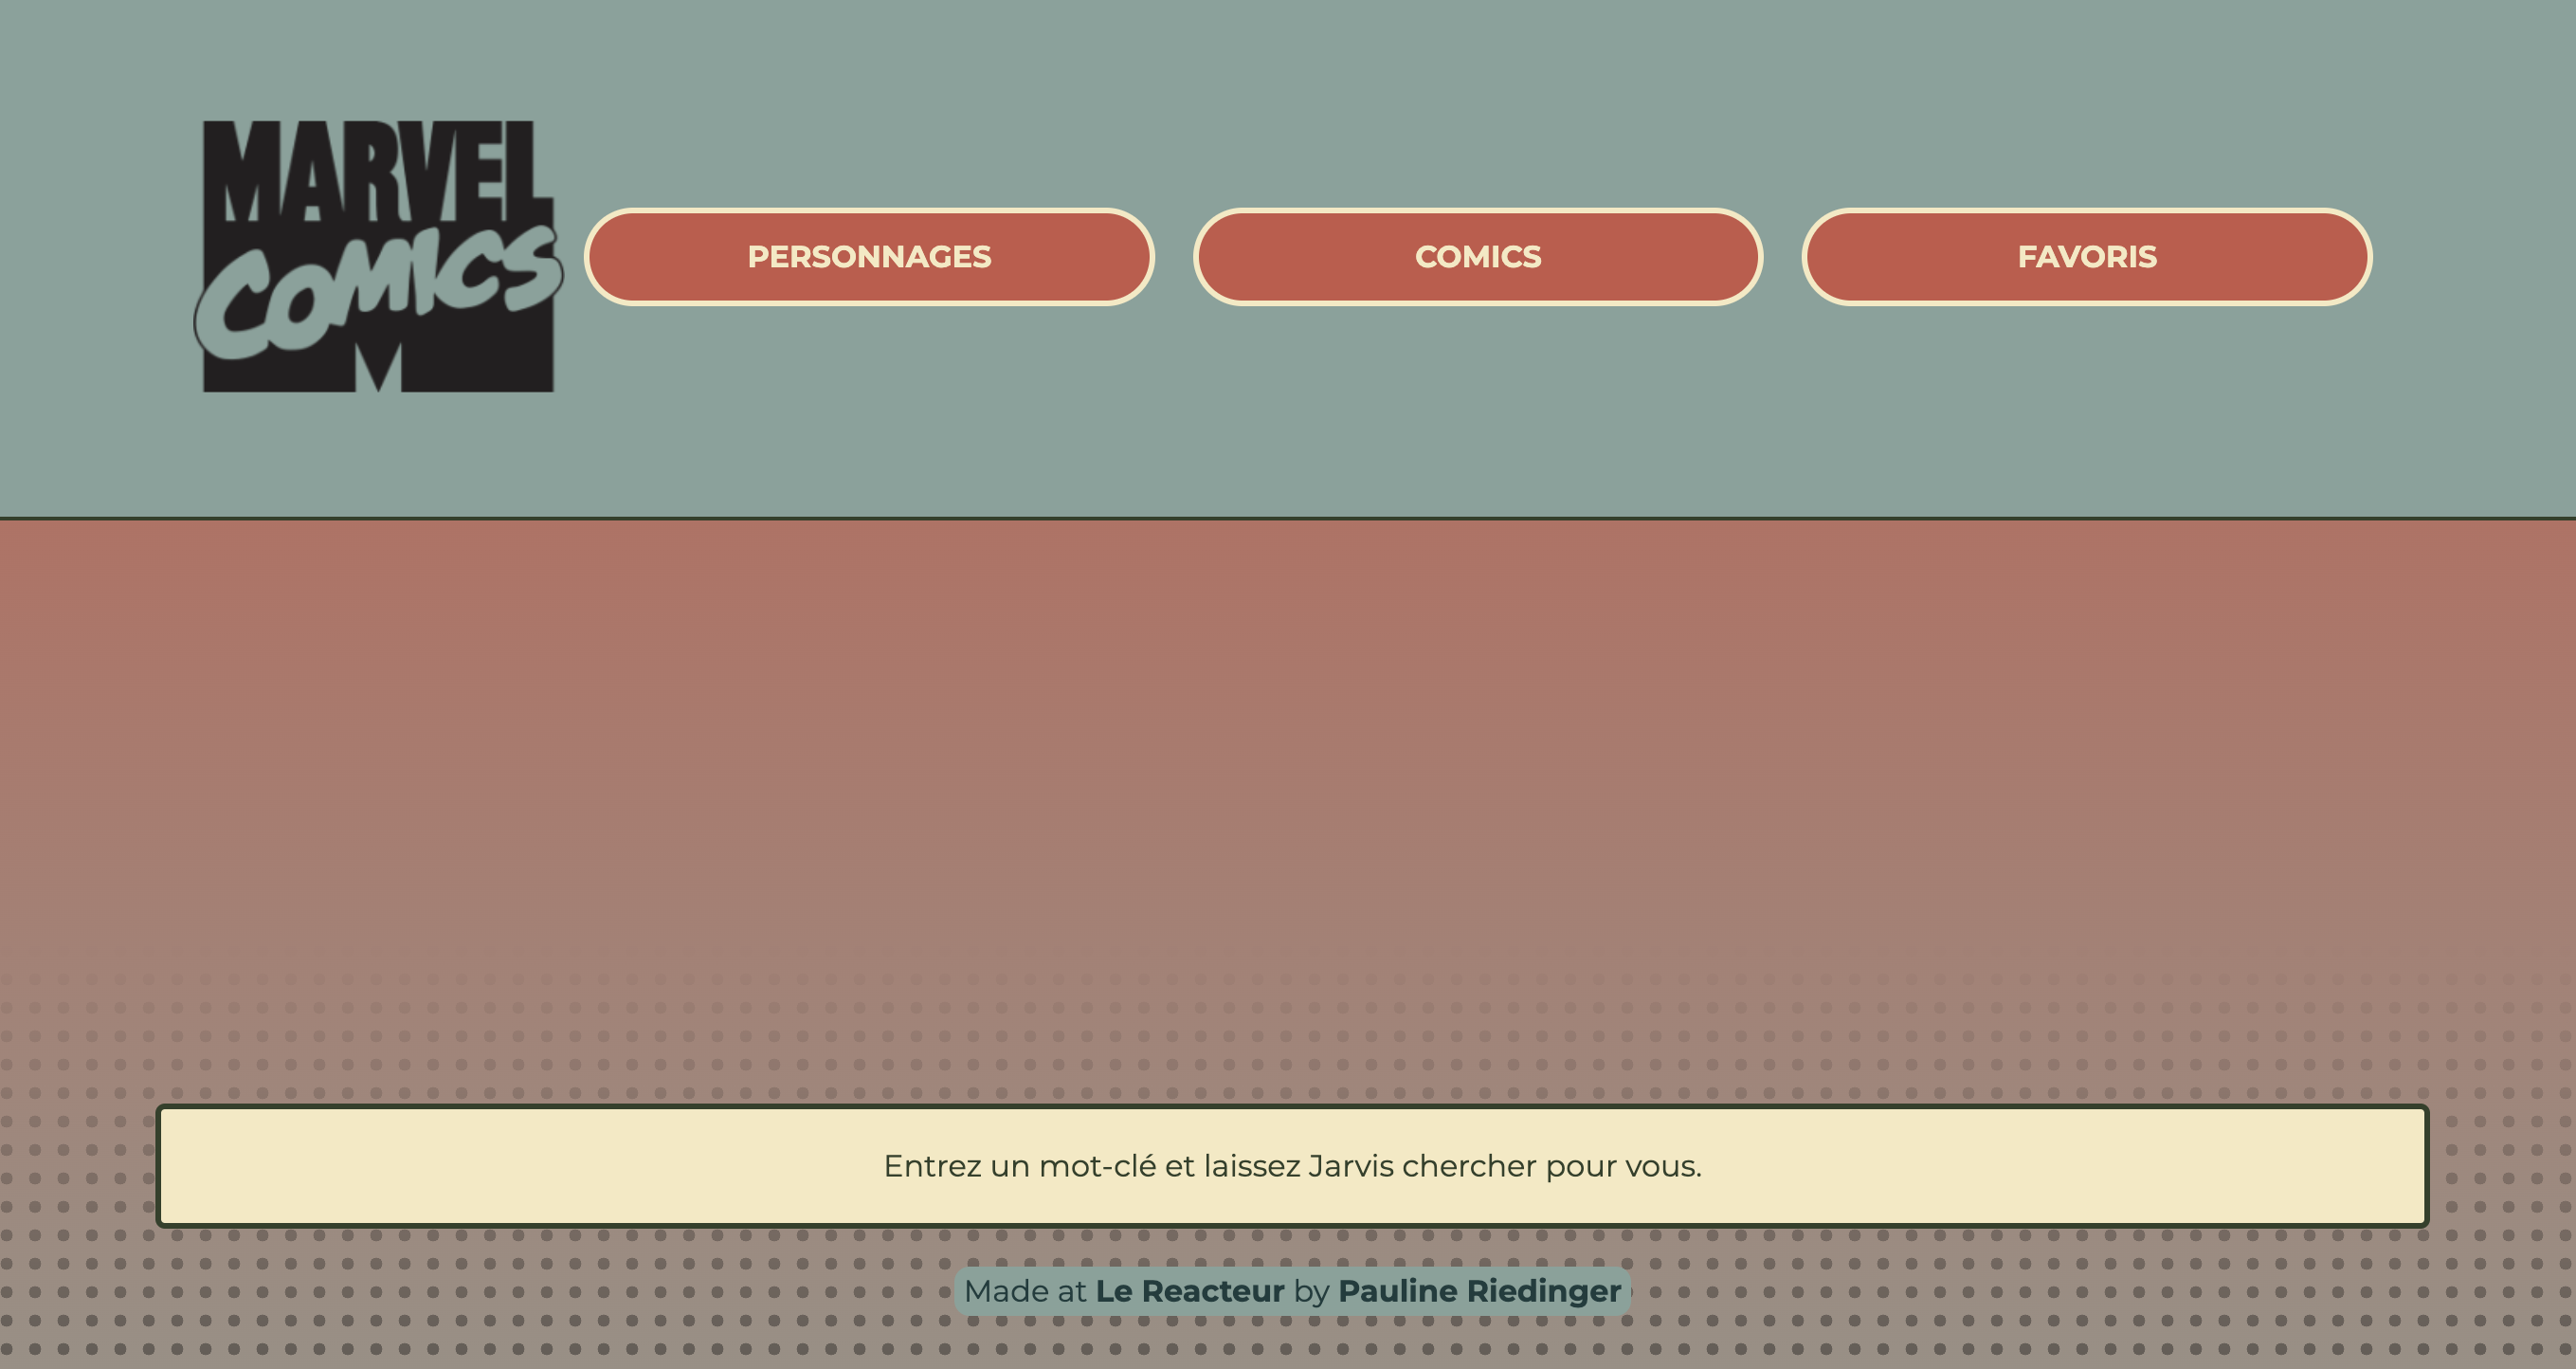 MARVEL
COMICS
PERSONNAGES
COMICS
FAVORIS
Entrez un mot-clé et laissez Jarvis chercher pour vous.
Made at Le Reacteur by Pauline Riedinger